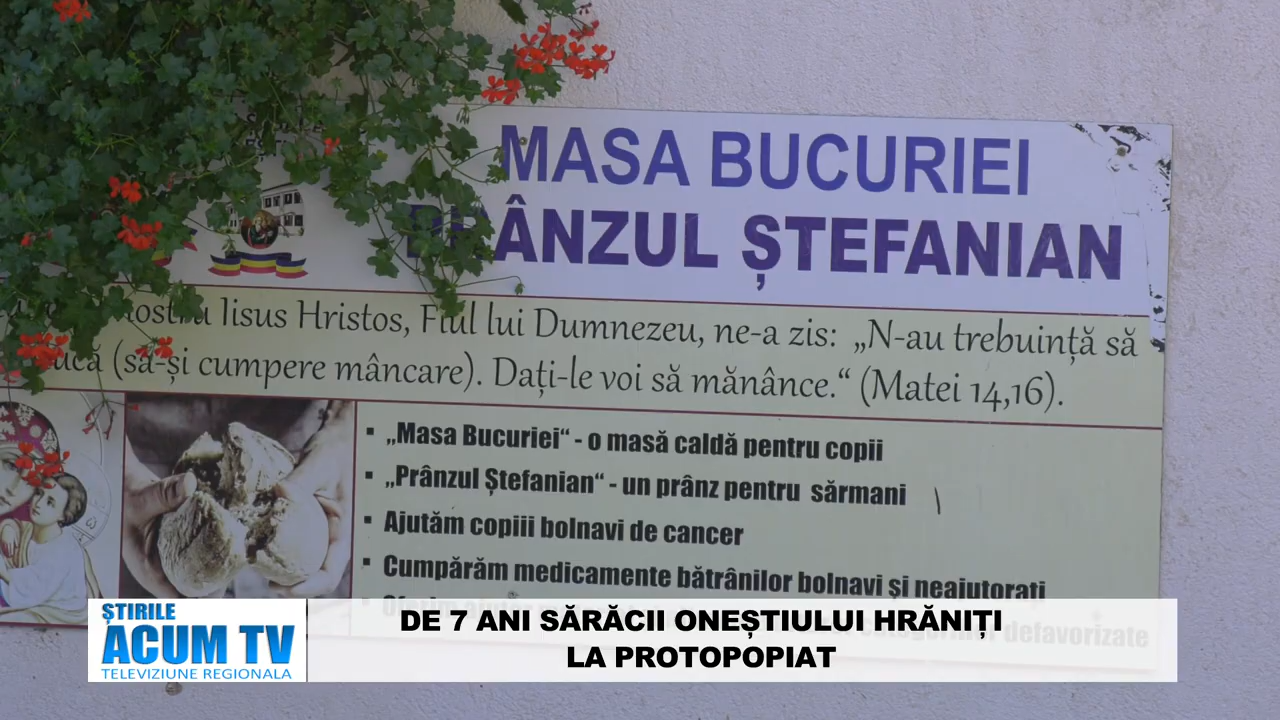 MASA BUCURIEI
PRÂNZUL ȘTEFANIAN
Iisus Hristos, Fiul lui Dumnezeu, ne-a zis: „N-au trebuință să
(să-și cumpere mâncare). Dați-le voi să mănânce.“ (Matei 14,16).
▪ „Masa Bucuriei“ - o masă caldă pentru copii
▪ „Prânzul Ștefanian“ - un prânz pentru sărmani
▪ Ajutăm copiii bolnavi de cancer
▪ Cumpărăm medicamente bătrânilor bolnavi și neajutorați
defavorizate
ȘTIRILE
ACUM TV
TELEVIZIUNE REGIONALA
DE 7 ANI SĂRĂCII ONEȘTIULUI HRĂNIȚI
LA PROTOPOPIAT